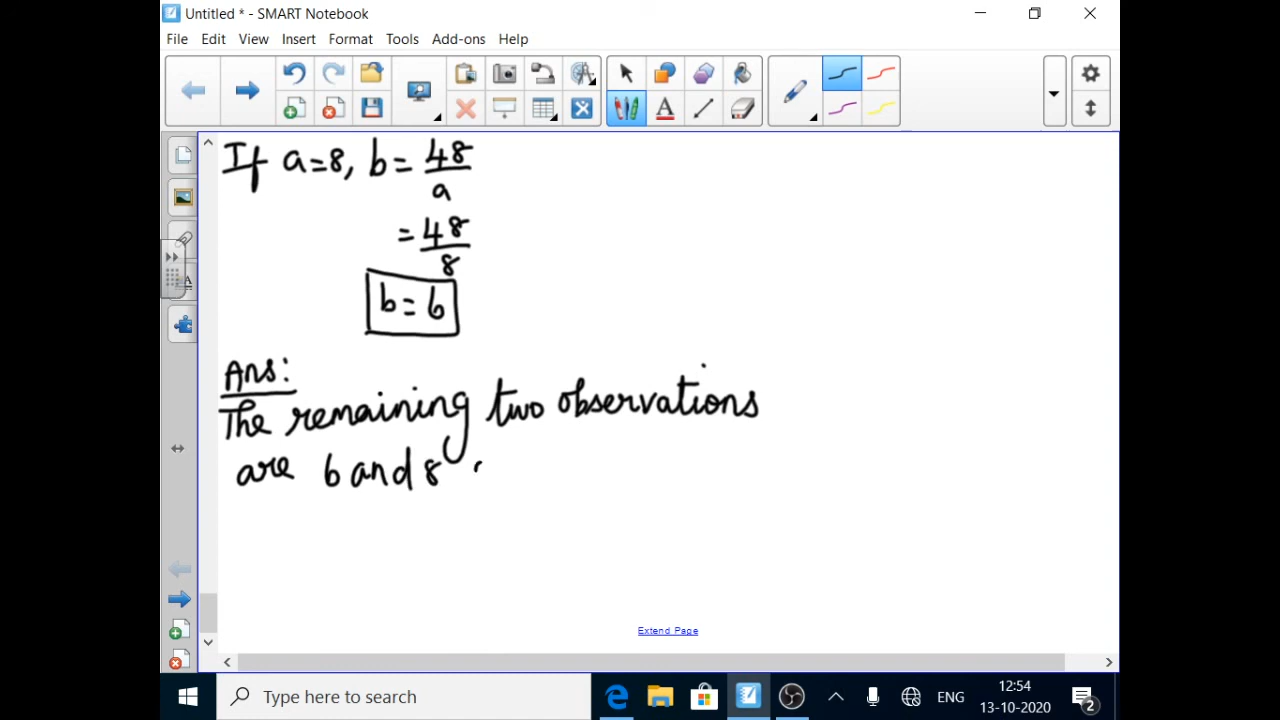 Untitled * - SMART Notebook
File Edit View Insert Format Tools Add-ons Help
If a=8, b= 48/a
= 48/8
b = 6
Ans:
The remaining two observations
are 6 and 8
Extend Page
Type here to search
ENG
12:54
13-10-2020
2